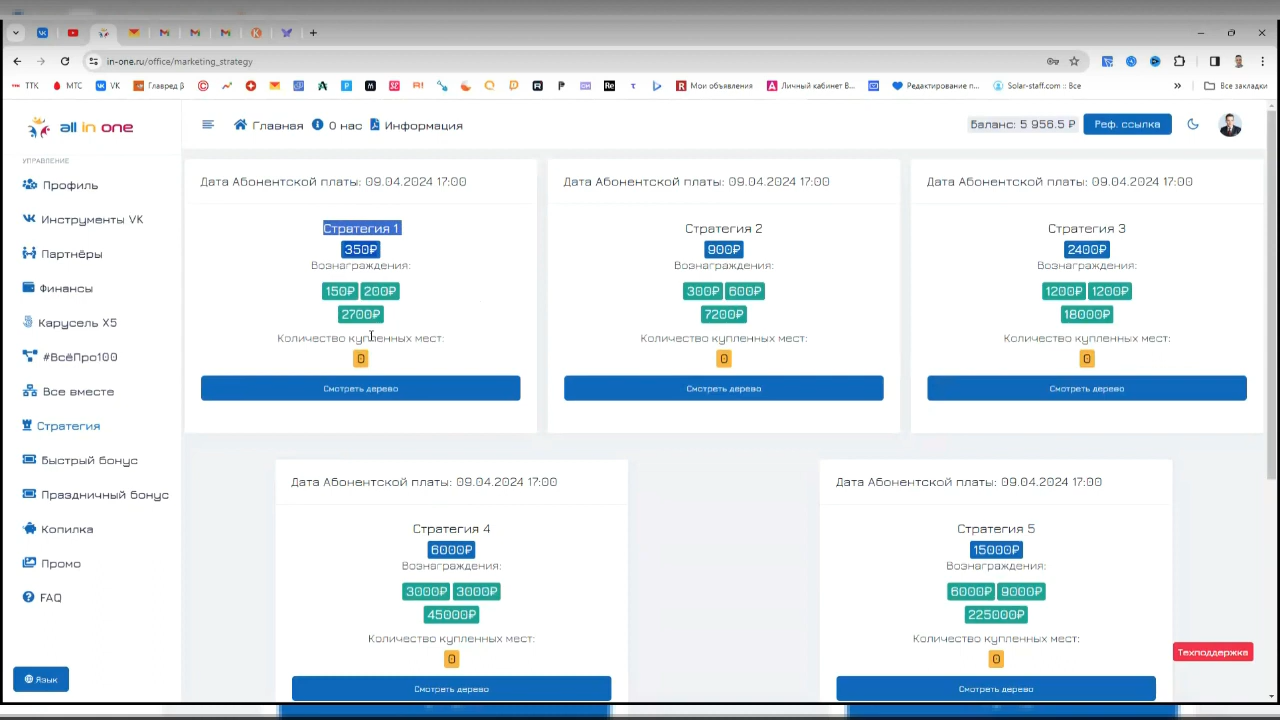 in-one.ru/office/marketing_strategy
ТТК МТС VK Главред Мои объявления Личный кабинет В... Редактирование п... Solar-staff.com :: Все Все закладки
all in one
Главная О нас Информация
Баланс: 5 956.5 ₽ Реф. ссылка
УПРАВЛЕНИЕ
Профиль
Инструменты VK
Партнёры
Финансы
Карусель X5
#ВсёПро100
Все вместе
Стратегия
Быстрый бонус
Праздничный бонус
Копилка
Промо
FAQ
Язык
Дата Абонентской платы: 09.04.2024 17:00
Стратегия 1
350₽
Вознаграждения:
150₽ 200₽
2700₽
Количество купленных мест:
0
Смотреть дерево
Дата Абонентской платы: 09.04.2024 17:00
Стратегия 2
900₽
Вознаграждения:
300₽ 600₽
7200₽
Количество купленных мест:
0
Смотреть дерево
Дата Абонентской платы: 09.04.2024 17:00
Стратегия 3
2400₽
Вознаграждения:
1200₽ 1200₽
18000₽
Количество купленных мест:
0
Смотреть дерево
Дата Абонентской платы: 09.04.2024 17:00
Стратегия 4
6000₽
Вознаграждения:
3000₽ 3000₽
45000₽
Количество купленных мест:
0
Смотреть дерево
Дата Абонентской платы: 09.04.2024 17:00
Стратегия 5
15000₽
Вознаграждения:
6000₽ 9000₽
225000₽
Количество купленных мест:
0
Смотреть дерево
Техподдержка